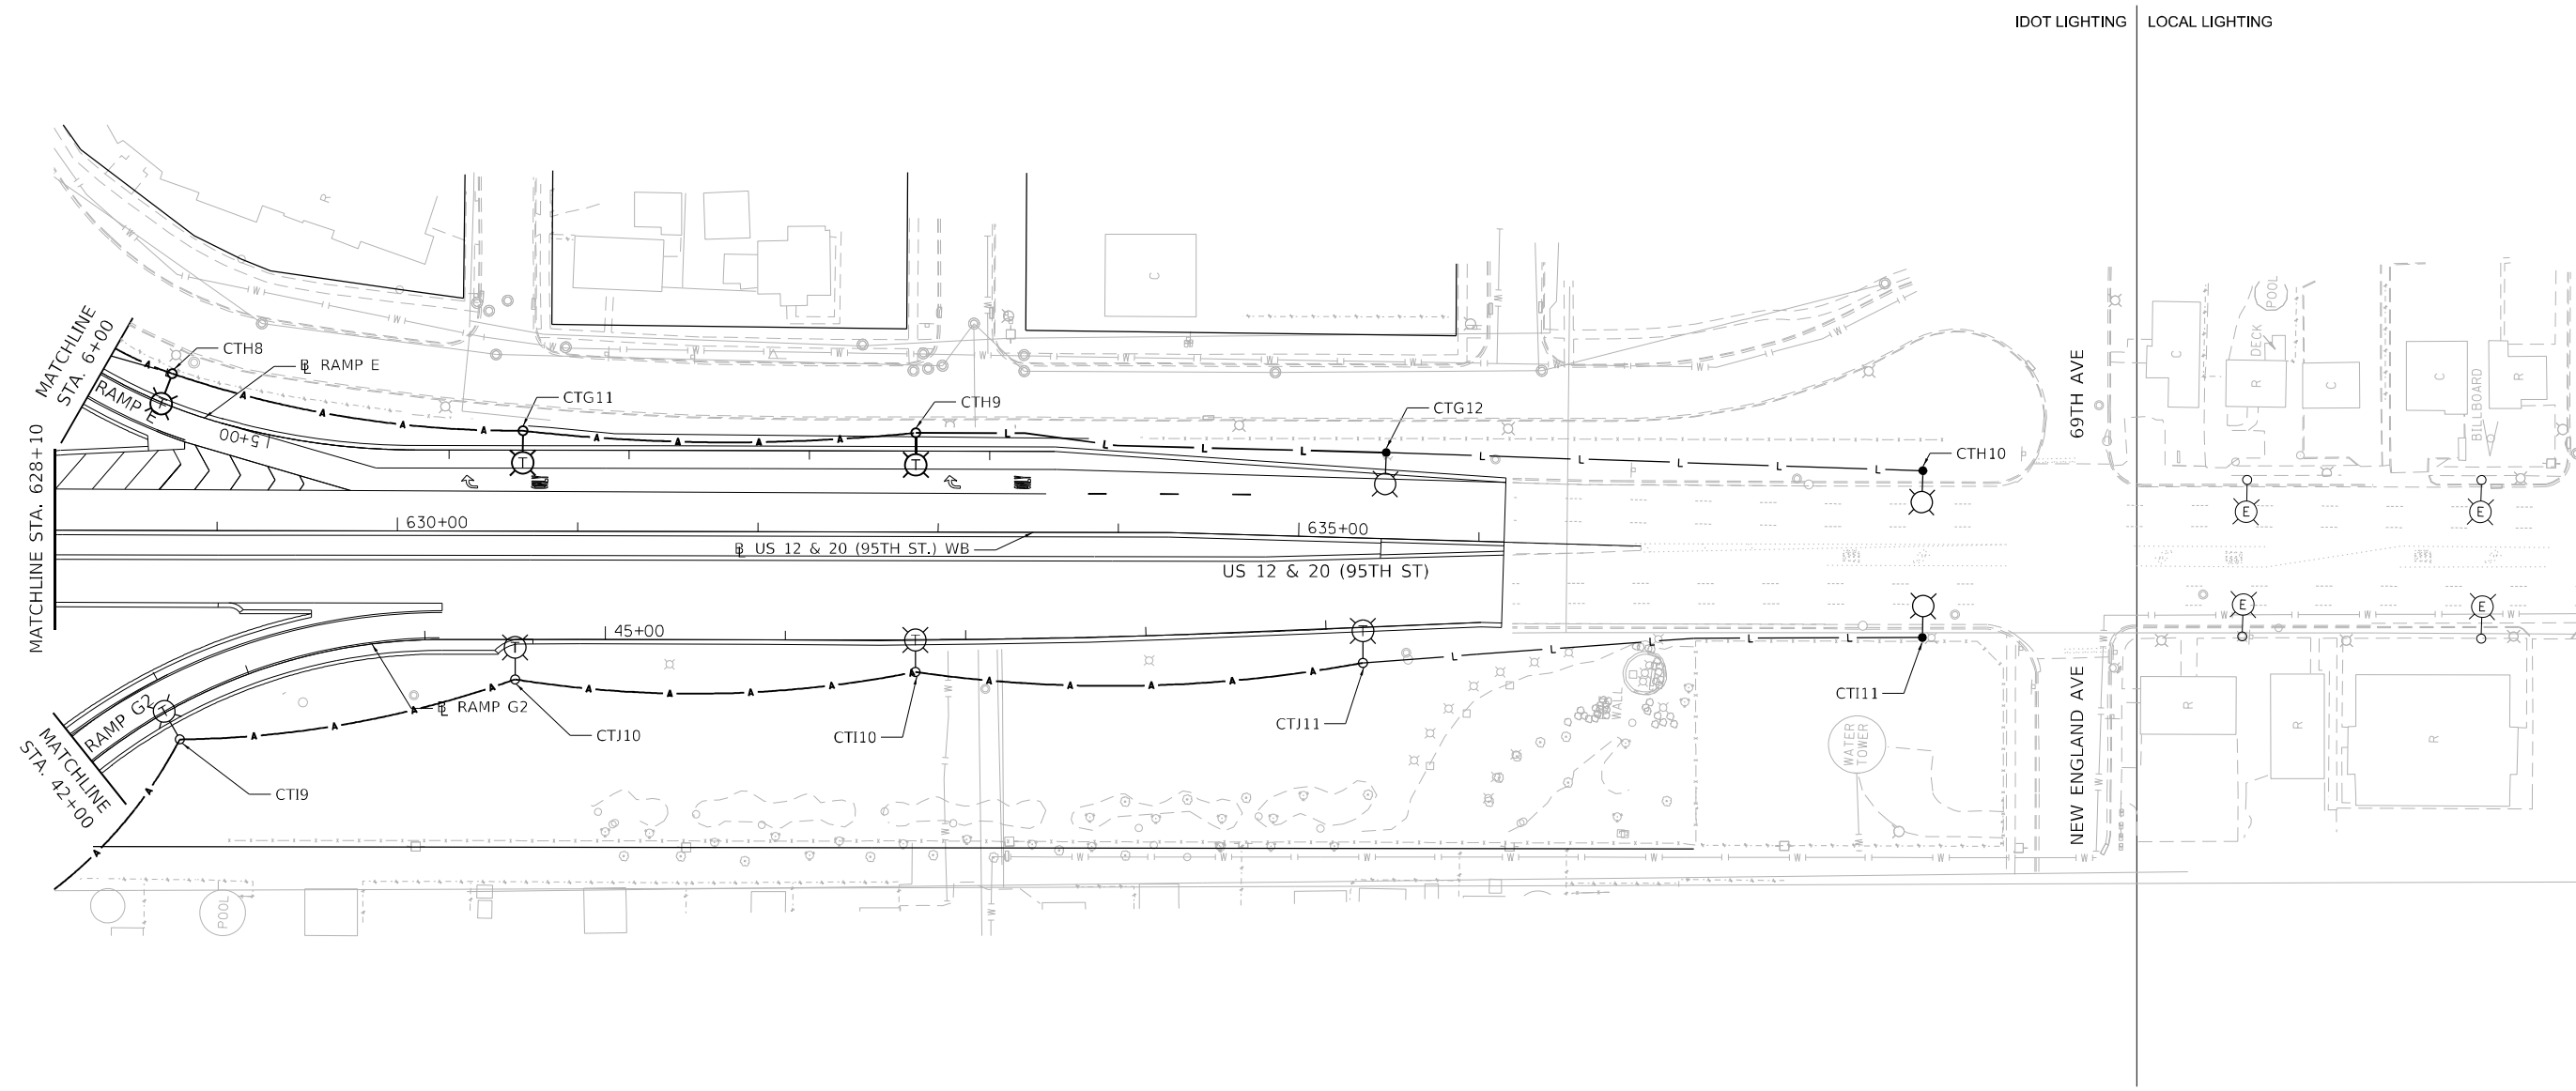 IDOT LIGHTING
LOCAL LIGHTING
R
C
MATCHLINE
STA. 6+00
CTH8
℄ RAMP E
RAMP E
5+00
CTG11
CTH9
CTG12
CTH10
69TH AVE
POOL
DECK
C
R
C
C
R
BILLBOARD
T
T
T
E
E
MATCHLINE STA. 628+10
630+00
635+00
US 12 & 20 (95TH ST.) WB
US 12 & 20 (95TH ST)
45+00
T
T
T
T
E
E
RAMP G2
RAMP G2
MATCHLINE
STA. 42+00
CTI9
CTJ10
CTI10
CTJ11
CTI11
WALL
WATER
TOWER
NEW ENGLAND AVE
R
R
R
POOL
A
L
W